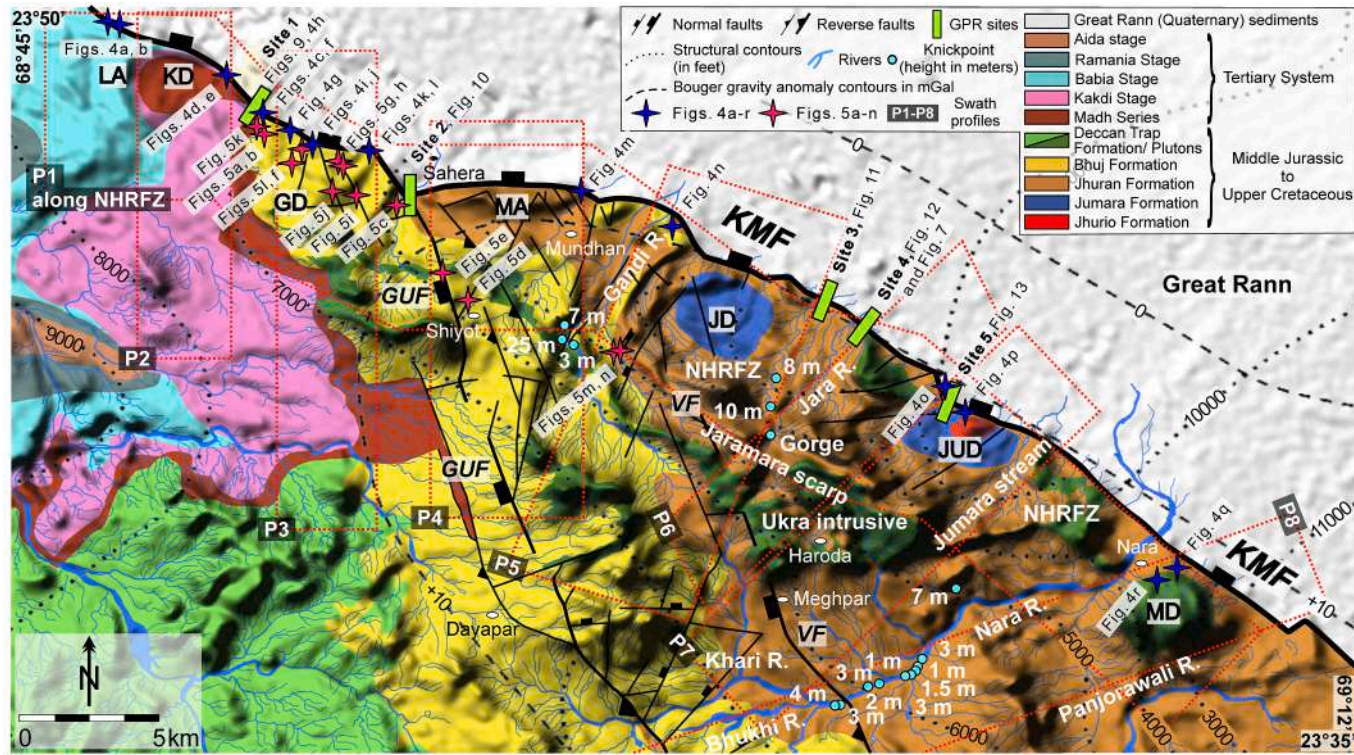 23°50'
68°45'
Normal faults
Reverse faults
GPR sites
Structural contours
(in feet)
Rivers
Knickpoint
(height in meters)
Bouger gravity anomaly contours in mGal
Figs. 4a-r
Figs. 5a-n
P1-P8
Swath
profiles
Great Rann (Quaternary) sediments
Aida stage
Ramania Stage
Babia Stage
Kakdi Stage
Madh Series
Tertiary System
Deccan Trap
Formation/ Plutons
Bhuj Formation
Jhuran Formation
Jumara Formation
Jhurio Formation
Middle Jurassic
to
Upper Cretaceous
Figs. 4a, b
LA
KD
Site 1
Figs. 9, 4h
Figs. 4c, f
Fig. 4g
Figs. 4i, j
Figs. 5g, h
Figs. 4k, l
Site 2, Fig. 10
Figs. 4d, e
Fig. 5k
Figs. 5a, b
Figs. 5l, f
GD
Fig. 5j
Fig. 5i
Fig. 5c
Sahera
MA
Mundhan
Fig. 4m
Fig. 4n
KMF
Site 3, Fig. 11
Site 4, Fig. 12
and Fig. 7
Site 5, Fig. 13
Fig. 4p
Fig. 4o
Great Rann
0
0
P1
along NHRFZ
8000
7000
9000
P2
GUF
Fig. 5e
Fig. 5d
Shiyot
Gandi R.
7 m
25 m
3 m
Figs. 5m, n
JD
NHRFZ
8 m
Jara R.
VF
10 m
Gorge
Jaramara scarp
JUD
10000
11000
GUF
P3
P4
P5
P6
P7
P8
Ukra intrusive
Haroda
Jumara stream
NHRFZ
Nara
Fig. 4q
KMF
Fig. 4r
MD
+10
+10
Dayapar
Meghpar
VF
7 m
Nara R.
Khari R.
Bhukhi R.
4 m
3 m
3 m
1 m
2 m
3 m
1 m
1.5 m
3 m
5000
6000
4000
3000
Panjorawali R.
N
0
5km
69°12'
23°35'